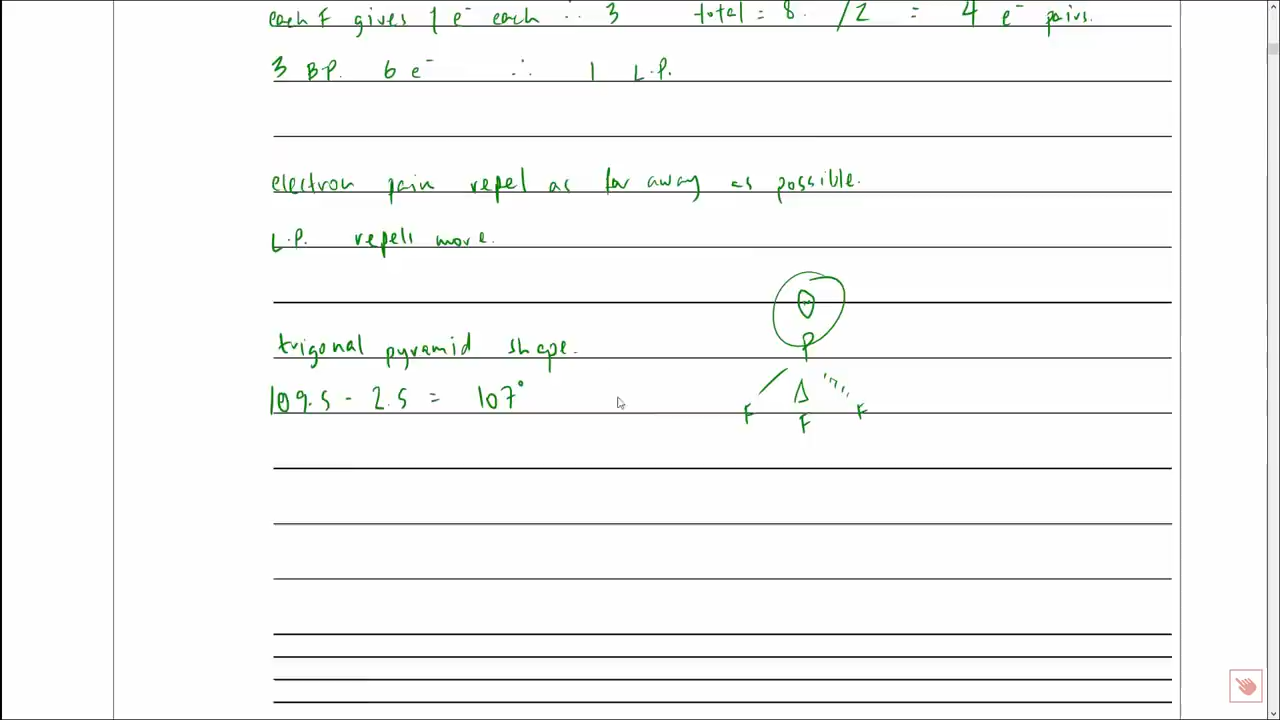 each F gives 1 e⁻ each ∴ 3 total = 8. /2 = 4 e⁻ pairs.
3 B.P. 6 e⁻ ∴ 1 L.P.
electron pair repel as far away as possible.
L.P. repels more.
trigonal pyramid shape.
109.5 - 2.5 = 107°
P
F F F